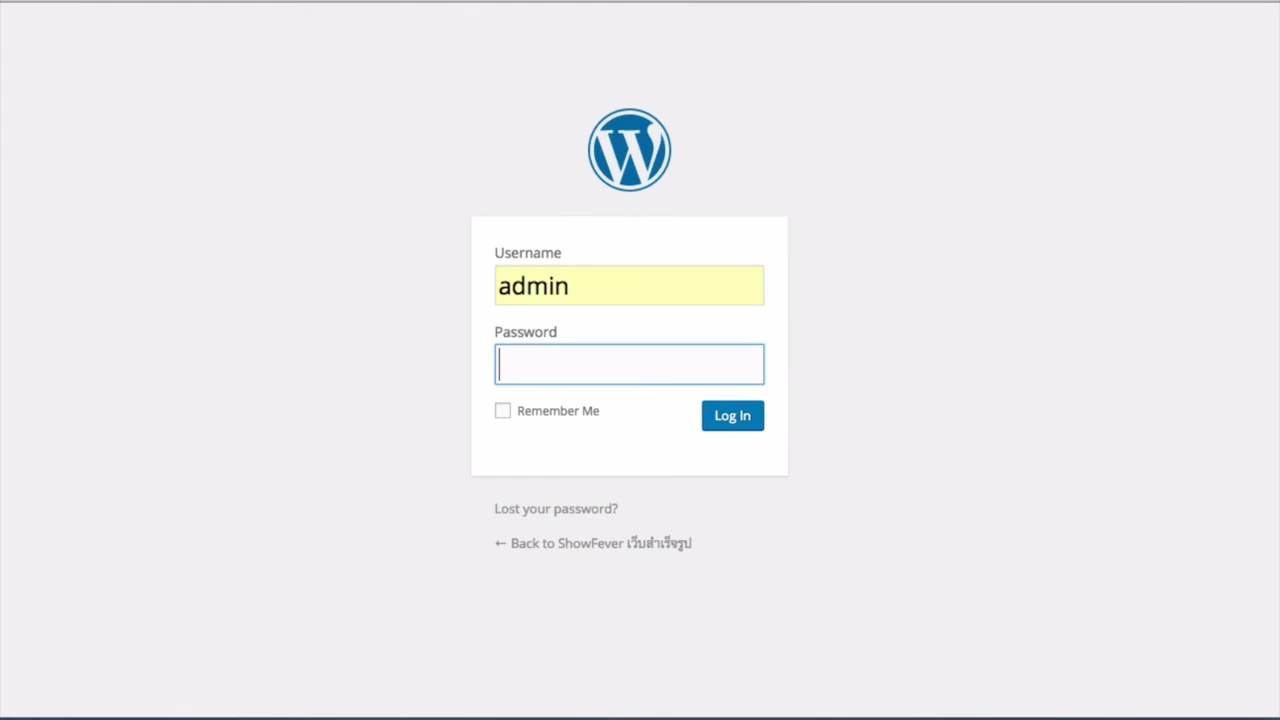 Username
admin
Password
Remember Me
Log In
Lost your password?
← Back to ShowFever เว็บสำเร็จรูป